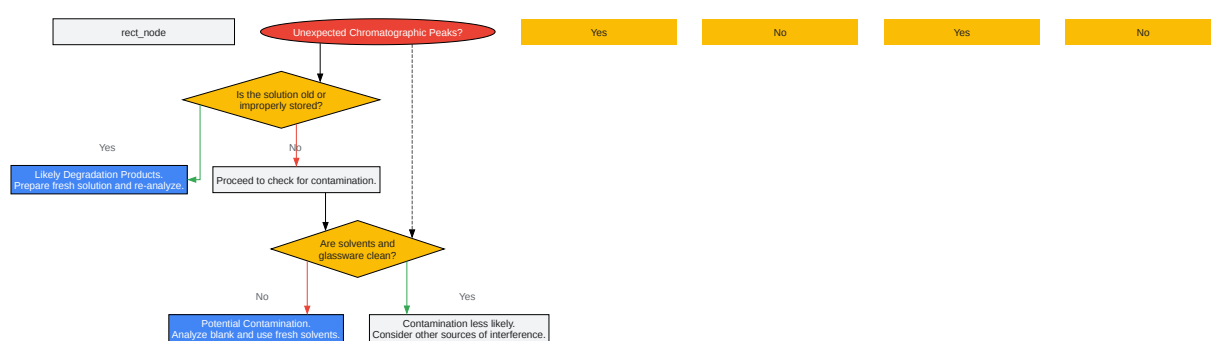 rect_node
Unexpected Chromatographic Peaks?
Yes
No
Yes
No
Is the solution old or
improperly stored?
Yes
No
Likely Degradation Products.
Prepare fresh solution and re-analyze.
Proceed to check for contamination.
Are solvents and
glassware clean?
No
Yes
Potential Contamination.
Analyze blank and use fresh solvents.
Contamination less likely.
Consider other sources of interference.